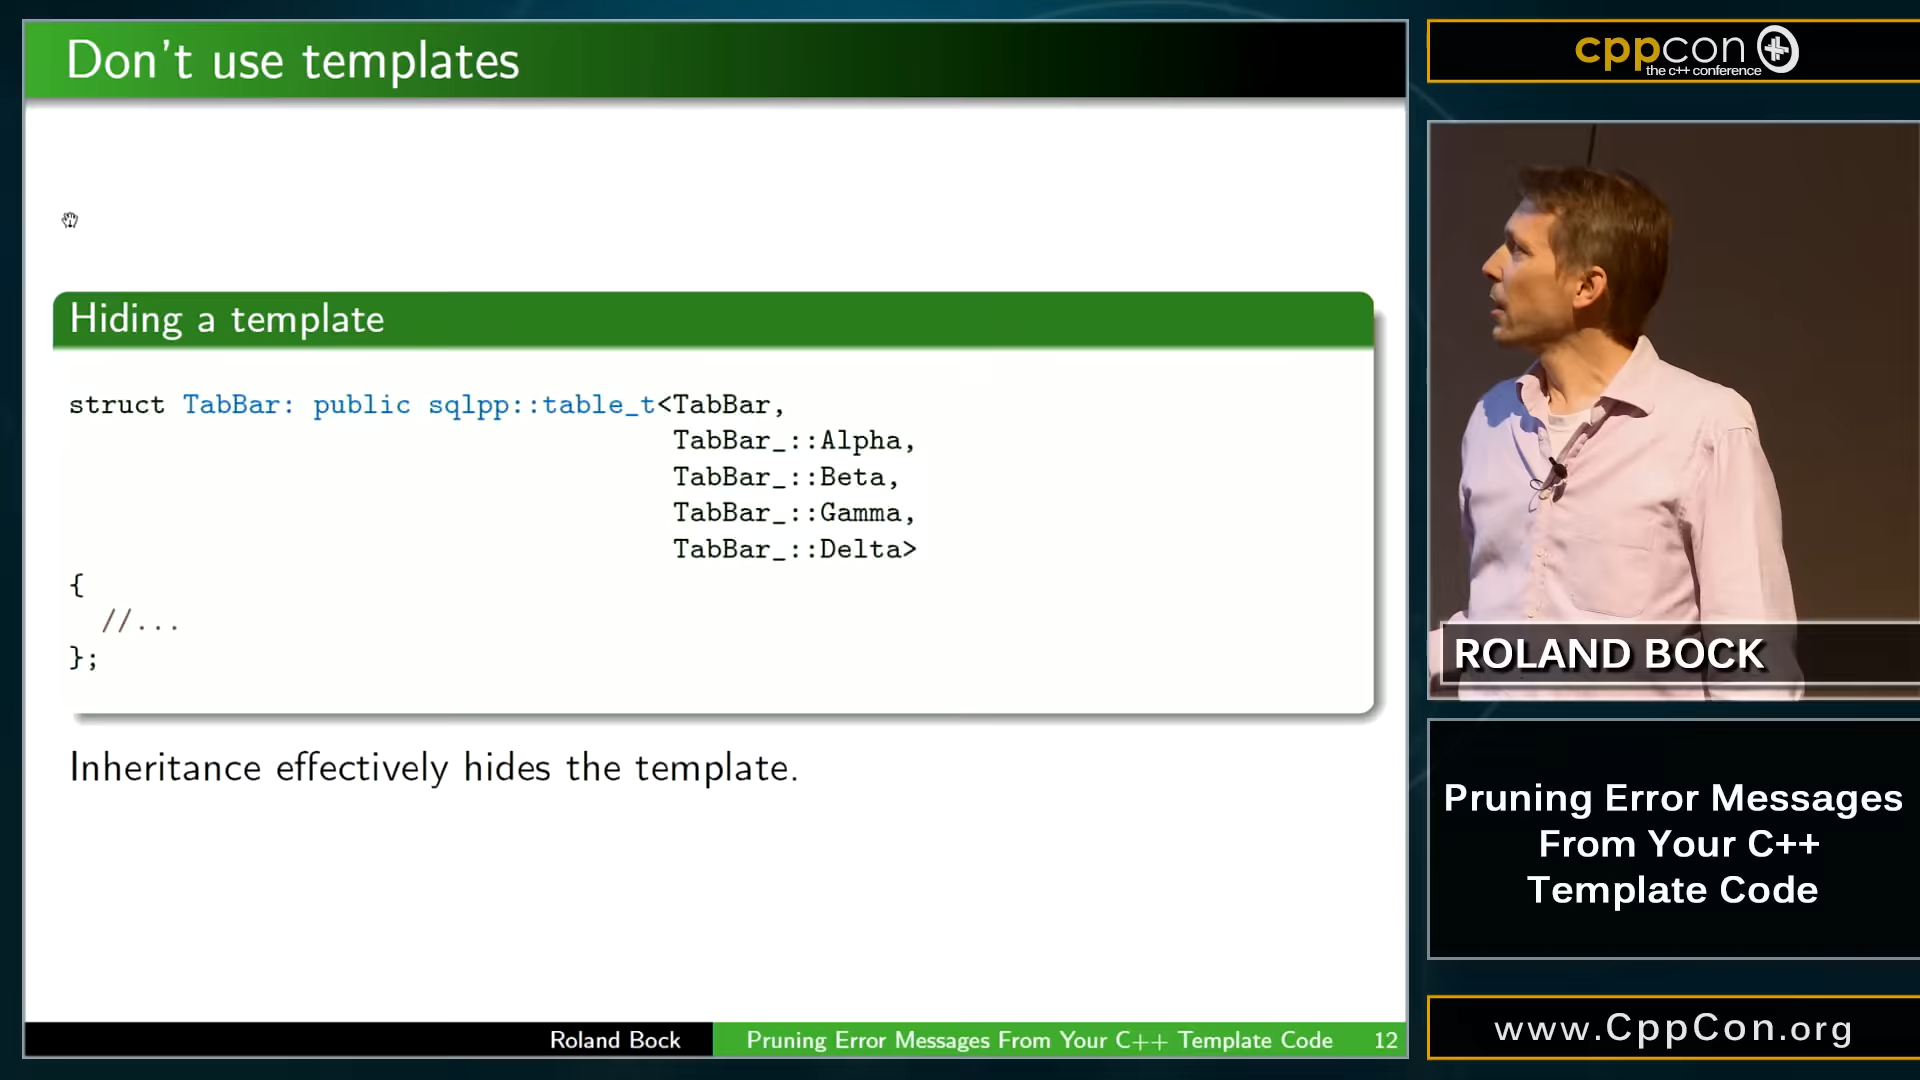 Don't use templates
Hiding a template
struct TabBar: public sqlpp::table_t<TabBar,
TabBar_::Alpha,
TabBar_::Beta,
TabBar_::Gamma,
TabBar_::Delta>
{
//...
};
Inheritance effectively hides the template.
Roland Bock
Pruning Error Messages From Your C++ Template Code
12
cppcon
the c++ conference
ROLAND BOCK
Pruning Error Messages
From Your C++
Template Code
www.CppCon.org